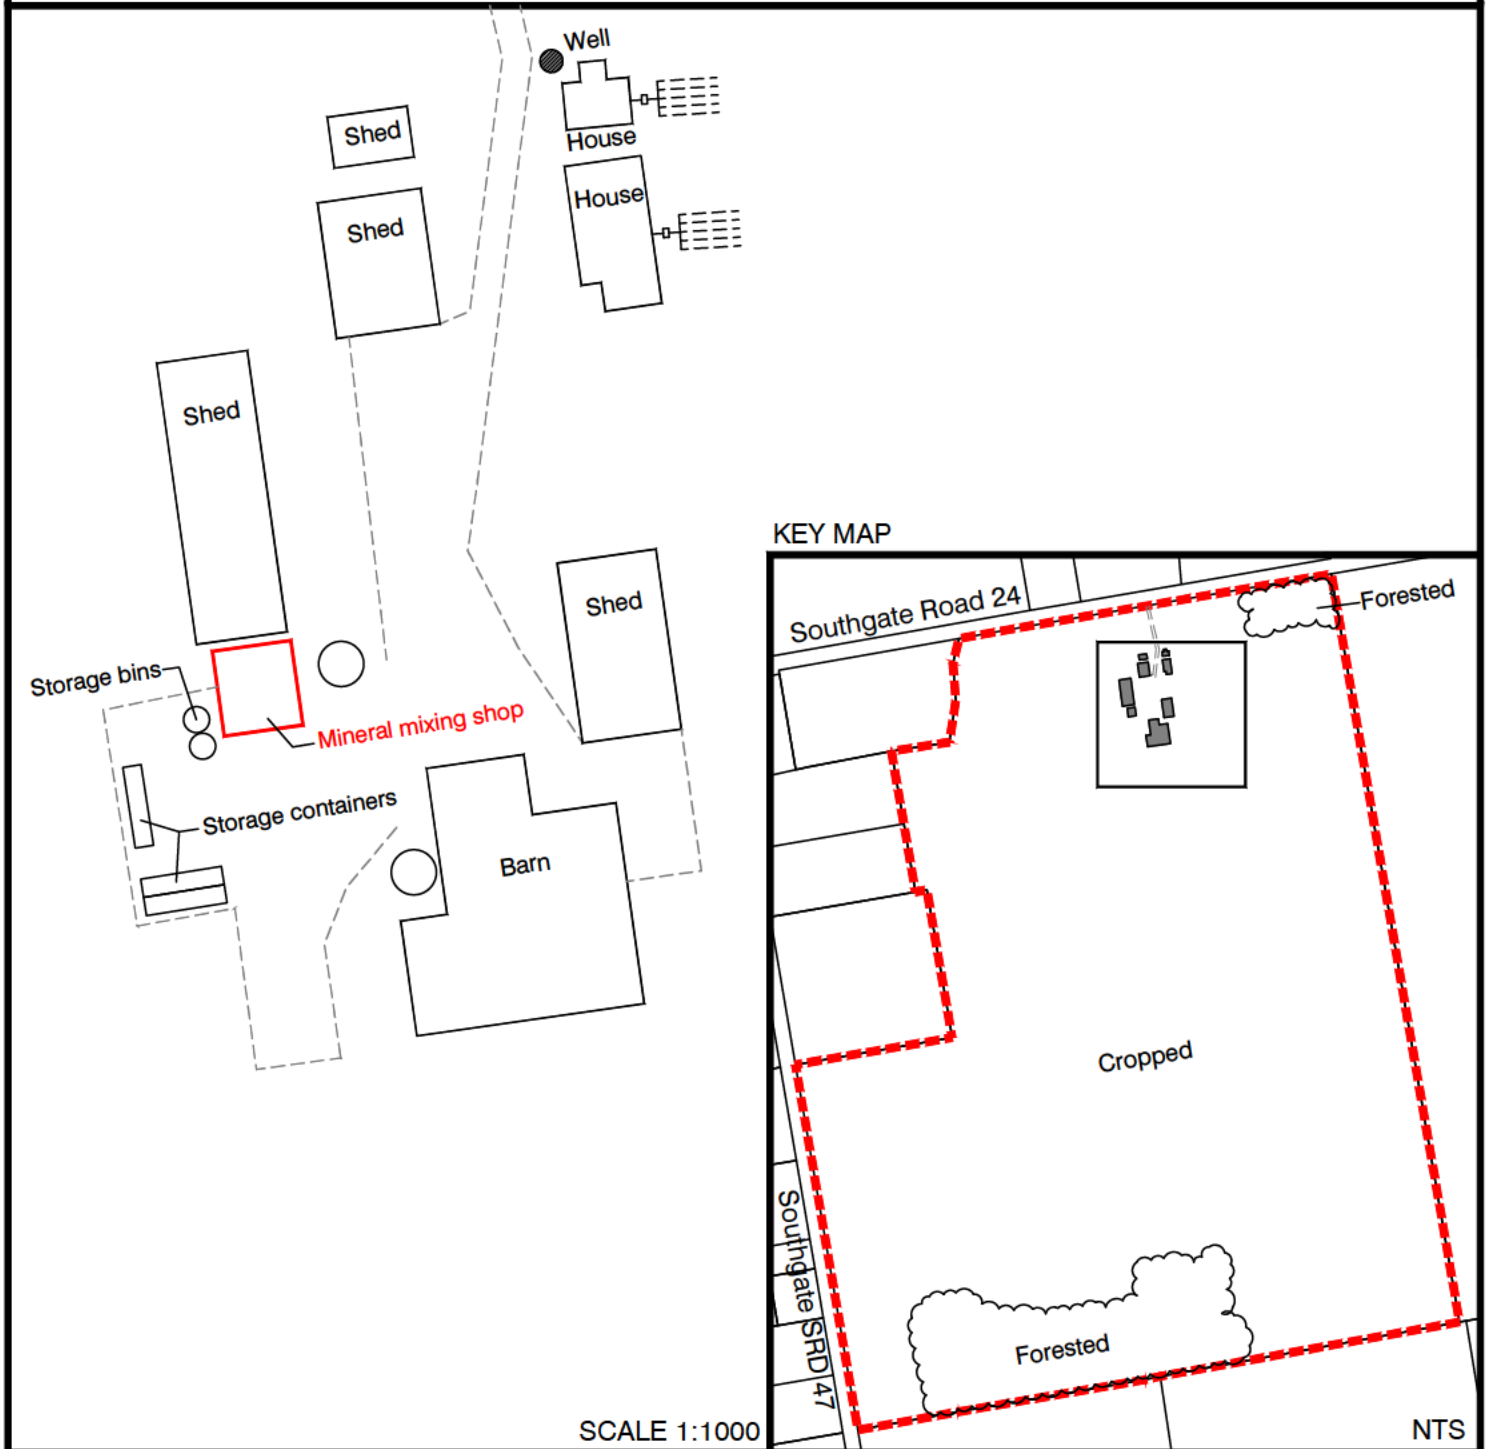 Well
Shed
House
House
Shed
Shed
KEY MAP
Southgate Road 24
Forested
Shed
Storage bins
Mineral mixing shop
Storage containers
Barn
Cropped
Southgate SRD 47
Forested
SCALE 1:1000
NTS